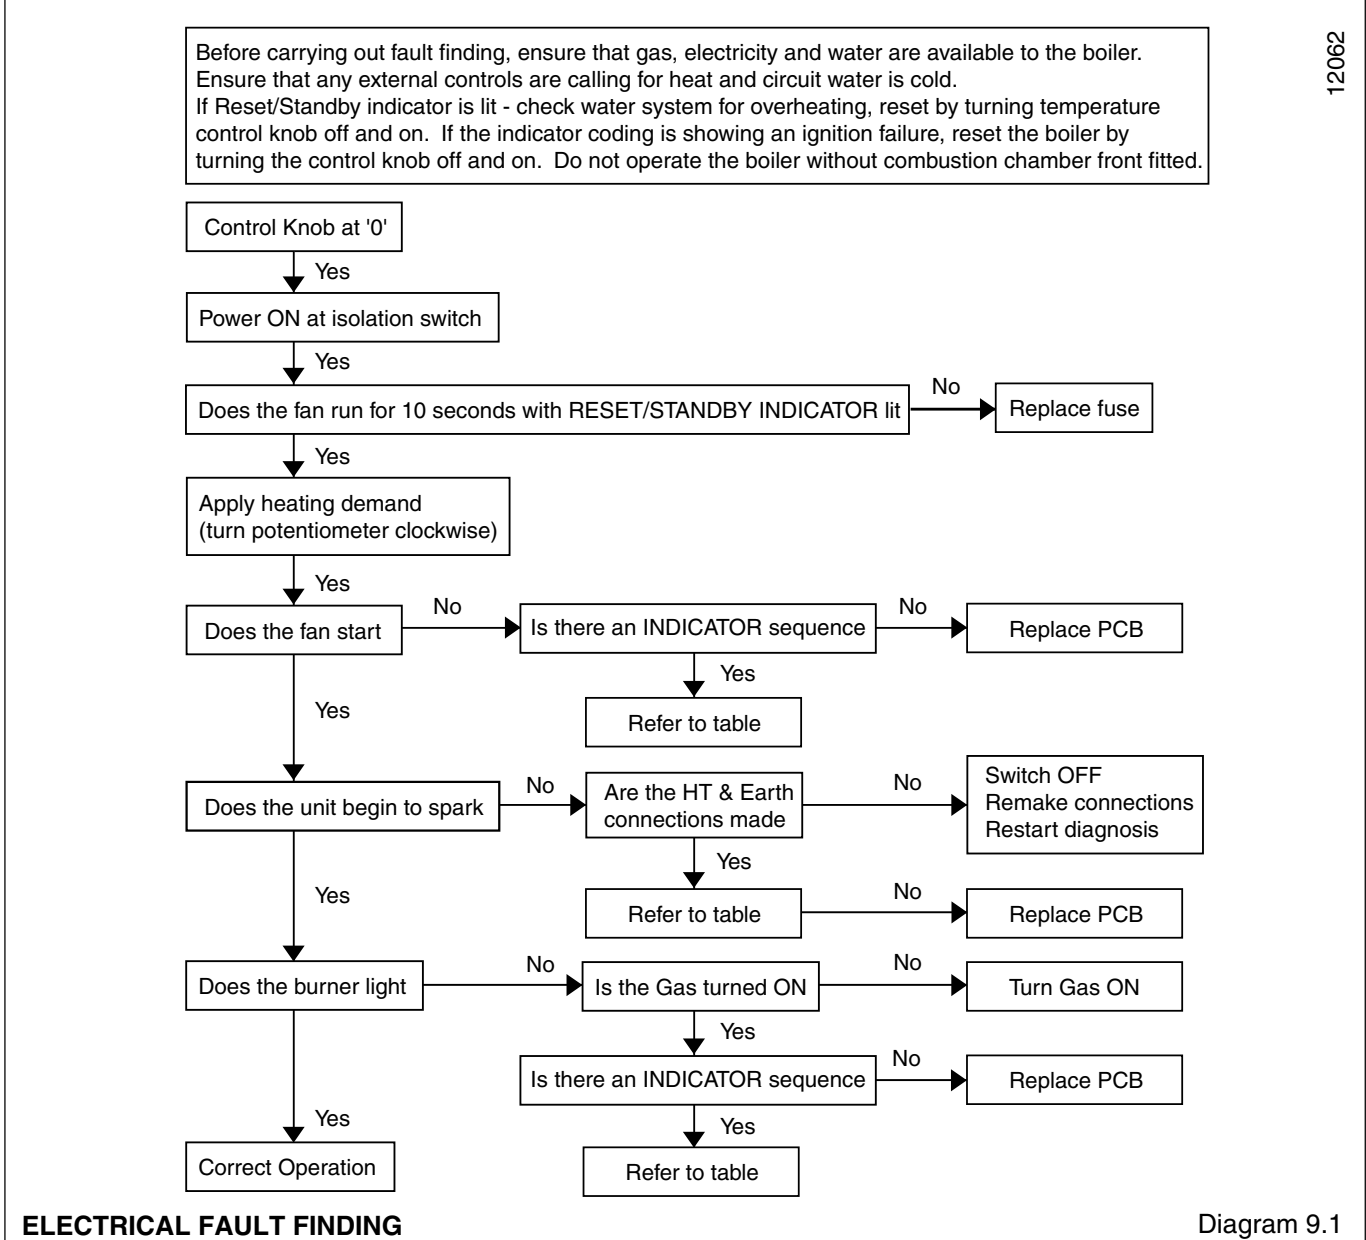 12062
Before carrying out fault finding, ensure that gas, electricity and water are available to the boiler.
Ensure that any external controls are calling for heat and circuit water is cold.
If Reset/Standby indicator is lit - check water system for overheating, reset by turning temperature
control knob off and on.  If the indicator coding is showing an ignition failure, reset the boiler by
turning the control knob off and on.  Do not operate the boiler without combustion chamber front fitted.
Control Knob at '0'
Yes
Power ON at isolation switch
Yes
Does the fan run for 10 seconds with RESET/STANDBY INDICATOR lit
No
Replace fuse
Yes
Apply heating demand
(turn potentiometer clockwise)
Yes
Does the fan start
No
Is there an INDICATOR sequence
No
Replace PCB
Yes
Refer to table
Yes
Does the unit begin to spark
No
Are the HT & Earth
connections made
No
Switch OFF
Remake connections
Restart diagnosis
Yes
Refer to table
No
Replace PCB
Yes
Does the burner light
No
Is the Gas turned ON
No
Turn Gas ON
Yes
Is there an INDICATOR sequence
No
Replace PCB
Yes
Refer to table
Yes
Correct Operation
ELECTRICAL FAULT FINDING
Diagram 9.1